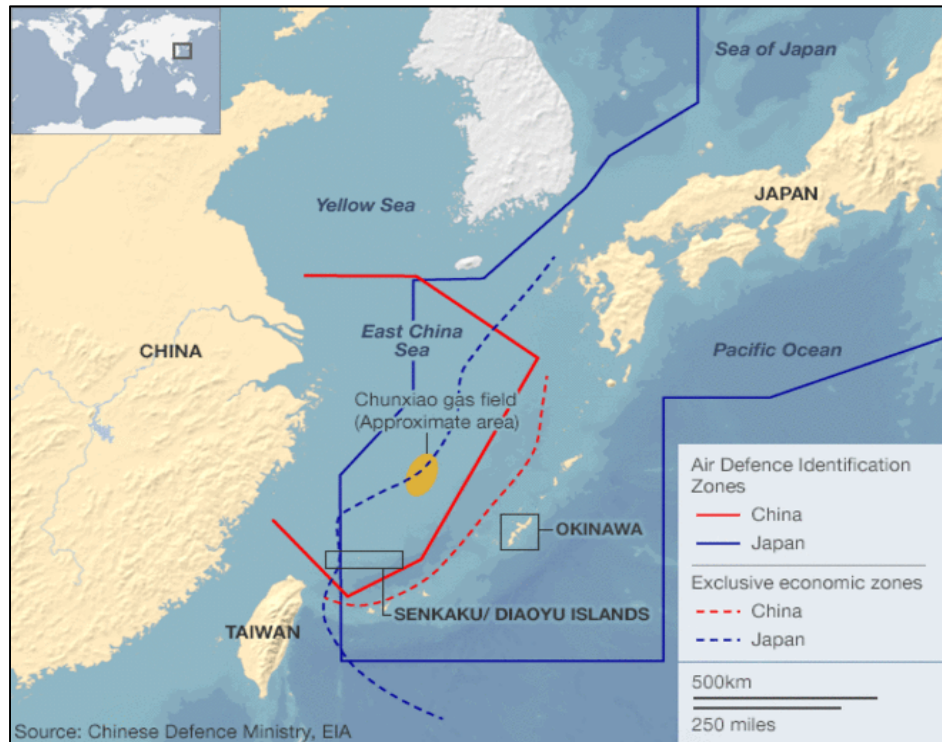 Sea of Japan
JAPAN
Yellow Sea
East China
Sea
CHINA
Pacific Ocean
Chunxiao gas field
(Approximate area)
OKINAWA
SENKAKU/ DIAOYU ISLANDS
TAIWAN
Air Defence Identification
Zones
China
Japan
Exclusive economic zones
China
Japan
500km
250 miles
Source: Chinese Defence Ministry, EIA